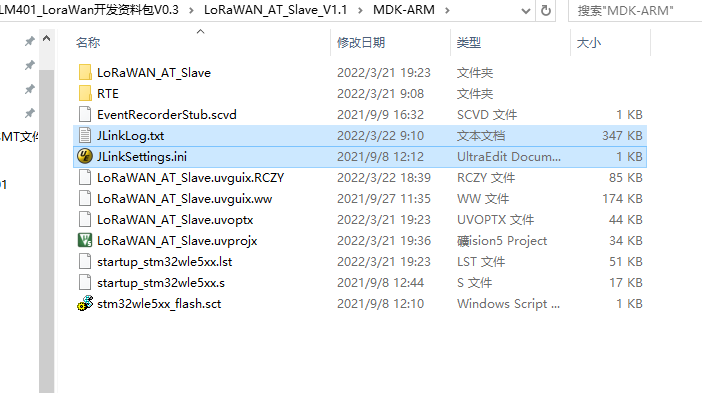 LM401_LoraWan开发资料包V0.3 › LoRaWAN_AT_Slave_V1.1 › MDK-ARM › 搜索"MDK-ARM"
名称 修改日期 类型 大小
LoRaWAN_AT_Slave 2022/3/21 19:23 文件夹
RTE 2022/3/21 9:08 文件夹
EventRecorderStub.scvd 2021/9/9 16:32 SCVD 文件 1 KB
JLinkLog.txt 2022/3/22 9:10 文本文档 347 KB
JLinkSettings.ini 2021/9/8 12:12 UltraEdit Docum... 1 KB
LoRaWAN_AT_Slave.uvguix.RCZY 2022/3/22 18:39 RCZY 文件 85 KB
LoRaWAN_AT_Slave.uvguix.ww 2021/9/27 11:35 WW 文件 174 KB
LoRaWAN_AT_Slave.uvoptx 2022/3/21 19:23 UVOPTX 文件 44 KB
LoRaWAN_AT_Slave.uvprojx 2022/3/21 19:36 礦ision5 Project 34 KB
startup_stm32wle5xx.lst 2022/3/21 19:23 LST 文件 51 KB
startup_stm32wle5xx.s 2021/9/8 12:44 S 文件 17 KB
stm32wle5xx_flash.sct 2021/9/8 12:10 Windows Script ... 1 KB
MT文件